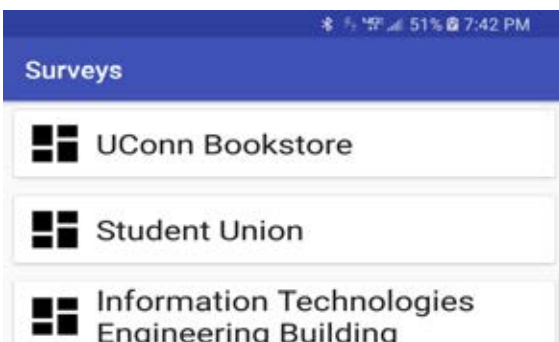 51% 7:42 PM
Surveys
UConn Bookstore
Student Union
Information Technologies
Engineering Building